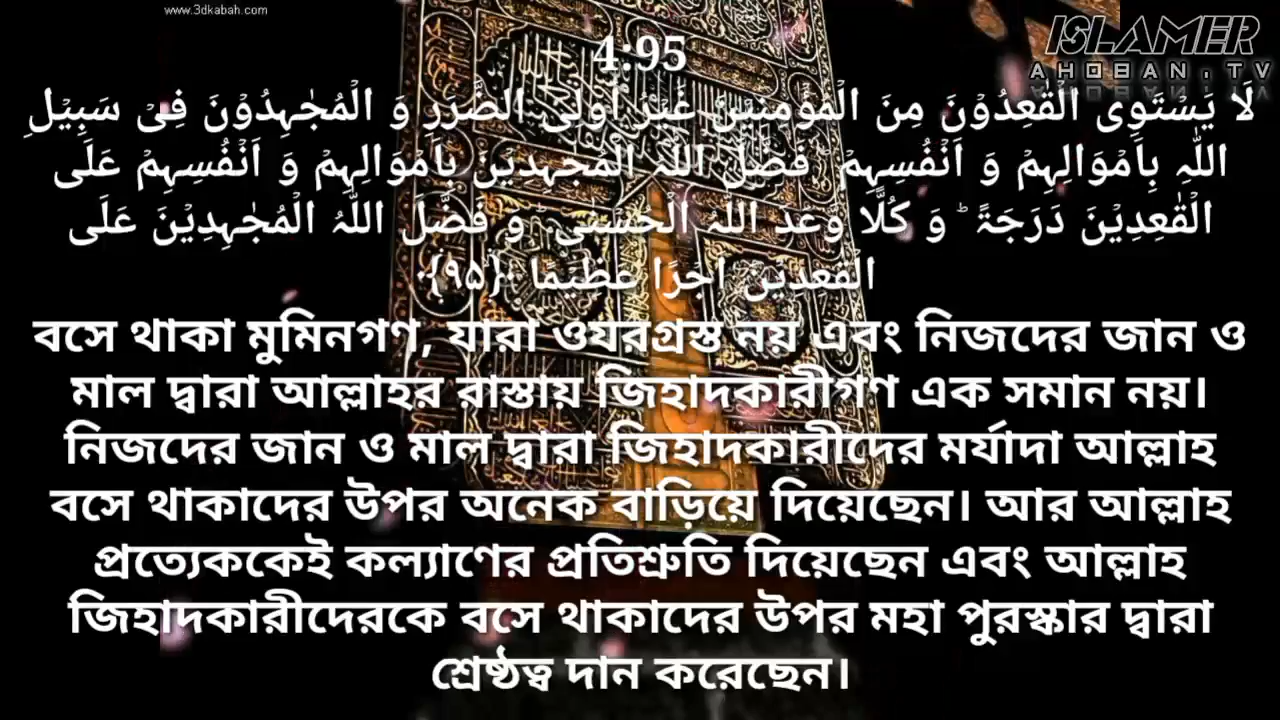 www.3dkabah.com
ISLAMER
AHOBAN.TV
4:95
لَا یَسۡتَوِی الۡقٰعِدُوۡنَ مِنَ الۡمُؤۡمِنِیۡنَ غَیۡرُ اُولِی الضَّرَرِ وَ الۡمُجٰہِدُوۡنَ فِیۡ سَبِیۡلِ
اللّٰہِ بِاَمۡوَالِہِمۡ وَ اَنۡفُسِہِمۡ ؕ فَضَّلَ اللّٰہُ الۡمُجٰہِدِیۡنَ بِاَمۡوَالِہِمۡ وَ اَنۡفُسِہِمۡ عَلَی
الۡقٰعِدِیۡنَ دَرَجَۃً ؕ وَ کُلًّا وَّعَدَ اللّٰہُ الۡحُسۡنٰی ؕ وَ فَضَّلَ اللّٰہُ الۡمُجٰہِدِیۡنَ عَلَی
الۡقٰعِدِیۡنَ اَجۡرًا عَظِیۡمًا ﴿ۙ۹۵﴾
বসে থাকা মুমিনগণ, যারা ওযরগ্রস্ত নয় এবং নিজদের জান ও
মাল দ্বারা আল্লাহর রাস্তায় জিহাদকারীগণ এক সমান নয়।
নিজদের জান ও মাল দ্বারা জিহাদকারীদের মর্যাদা আল্লাহ
বসে থাকাদের উপর অনেক বাড়িয়ে দিয়েছেন। আর আল্লাহ
প্রত্যেককেই কল্যাণের প্রতিশ্রুতি দিয়েছেন এবং আল্লাহ
জিহাদকারীদেরকে বসে থাকাদের উপর মহা পুরস্কার দ্বারা
শ্রেষ্ঠত্ব দান করেছেন।